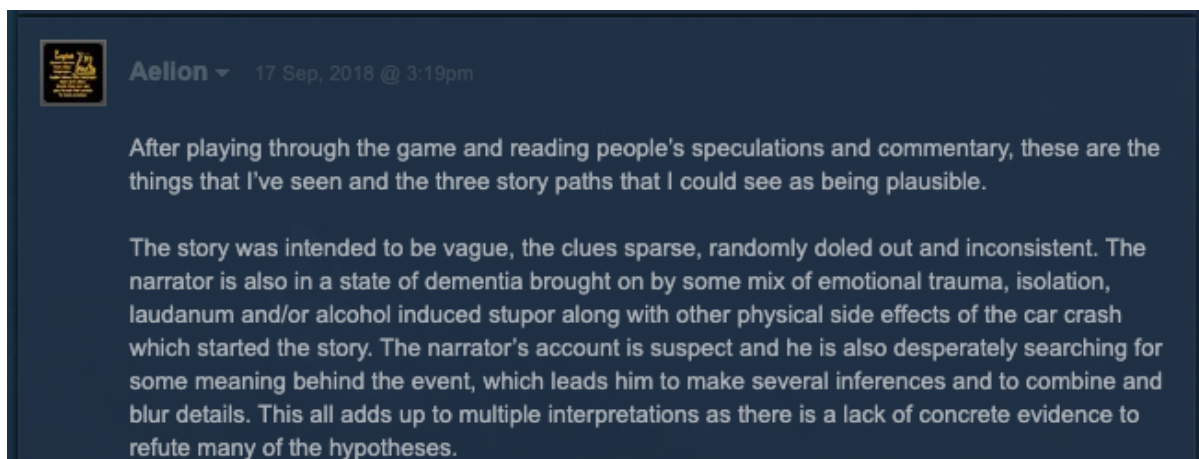 Aelion 17 Sep, 2018 @ 3:19pm
After playing through the game and reading people's speculations and commentary, these are the
things that I've seen and the three story paths that I could see as being plausible.
The story was intended to be vague, the clues sparse, randomly doled out and inconsistent. The
narrator is also in a state of dementia brought on by some mix of emotional trauma, isolation,
laudanum and/or alcohol induced stupor along with other physical side effects of the car crash
which started the story. The narrator's account is suspect and he is also desperately searching for
some meaning behind the event, which leads him to make several inferences and to combine and
blur details. This all adds up to multiple interpretations as there is a lack of concrete evidence to
refute many of the hypotheses.